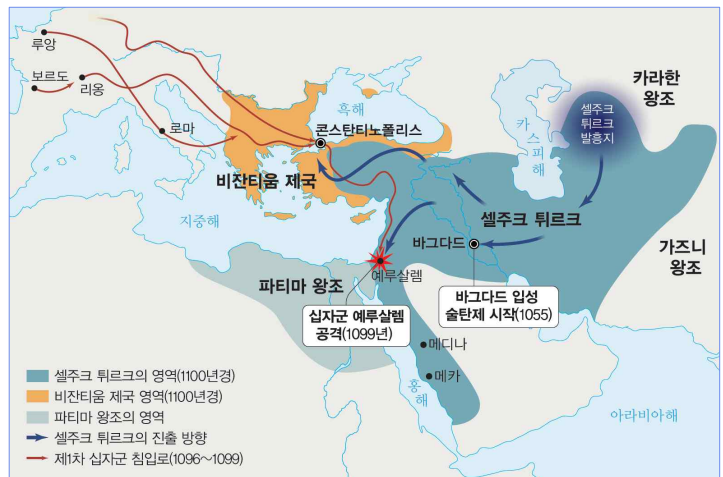 루앙
보르도
리옹
로마
흑해
콘스탄티노폴리스
비잔티움 제국
지중해
카스피해
셀주크
튀르크
발흥지
카라한
왕조
셀주크 튀르크
바그다드
가즈니
왕조
예루살렘
파티마 왕조
십자군 예루살렘
공격(1099년)
바그다드 입성
술탄제 시작(1055)
메디나
메카
홍해
아라비아해
셀주크 튀르크의 영역(1100년경)
비잔티움 제국 영역(1100년경)
파티마 왕조의 영역
셀주크 튀르크의 진출 방향
제1차 십자군 침입로(1096～1099)